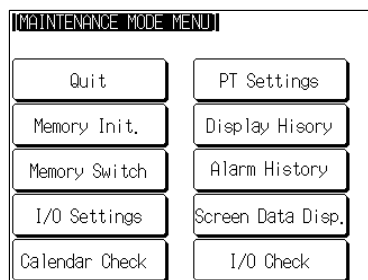 [MAINTENANCE MODE MENU]
Quit
PT Settings
Memory Init.
Display Hisory
Memory Switch
Alarm History
I/O Settings
Screen Data Disp.
Calendar Check
I/O Check